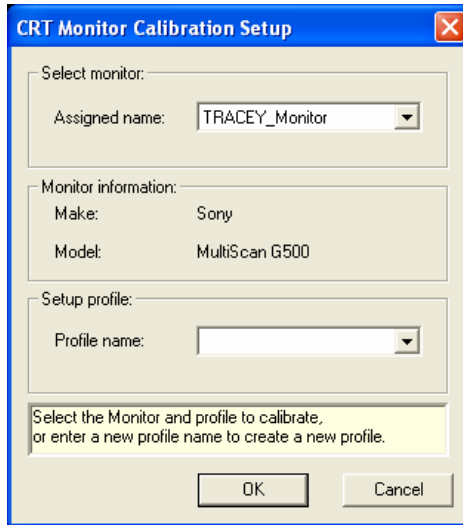 CRT Monitor Calibration Setup
Select monitor:
Assigned name: TRACEY_Monitor
Monitor information:
Make: Sony
Model: MultiScan G500
Setup profile:
Profile name:
Select the Monitor and profile to calibrate,
or enter a new profile name to create a new profile.
OK Cancel